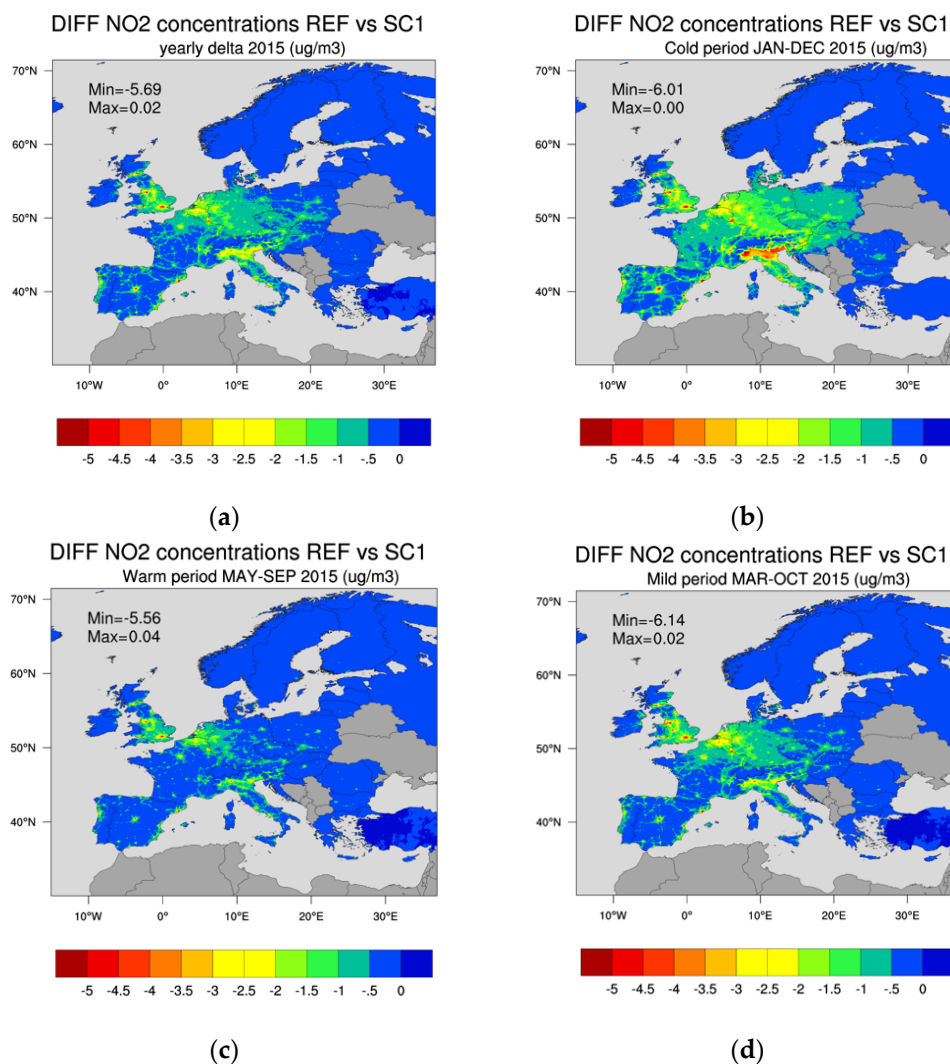 DIFF NO2 concentrations REF vs SC1
yearly delta 2015 (ug/m3)
Min=-5.69
Max=0.02
70°N
60°N
50°N
40°N
10°W 0° 10°E 20°E 30°E
-5 -4.5 -4 -3.5 -3 -2.5 -2 -1.5 -1 -.5 0
(a)
DIFF NO2 concentrations REF vs SC1
Cold period JAN-DEC 2015 (ug/m3)
Min=-6.01
Max=0.00
70°N
60°N
50°N
40°N
10°W 0° 10°E 20°E 30°E
-5 -4.5 -4 -3.5 -3 -2.5 -2 -1.5 -1 -.5 0
(b)
DIFF NO2 concentrations REF vs SC1
Warm period MAY-SEP 2015 (ug/m3)
Min=-5.56
Max=0.04
70°N
60°N
50°N
40°N
10°W 0° 10°E 20°E 30°E
-5 -4.5 -4 -3.5 -3 -2.5 -2 -1.5 -1 -.5 0
(c)
DIFF NO2 concentrations REF vs SC1
Mild period MAR-OCT 2015 (ug/m3)
Min=-6.14
Max=0.02
70°N
60°N
50°N
40°N
10°W 0° 10°E 20°E 30°E
-5 -4.5 -4 -3.5 -3 -2.5 -2 -1.5 -1 -.5 0
(d)